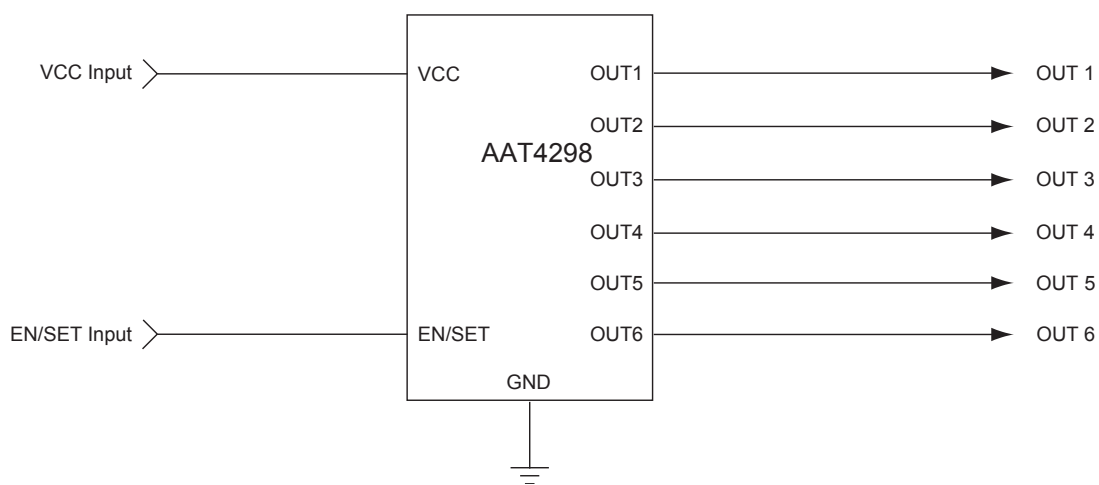 VCC Input
VCC
OUT1
OUT 1
OUT2
OUT 2
AAT4298
OUT3
OUT 3
OUT4
OUT 4
OUT5
OUT 5
EN/SET Input
EN/SET
OUT6
OUT 6
GND